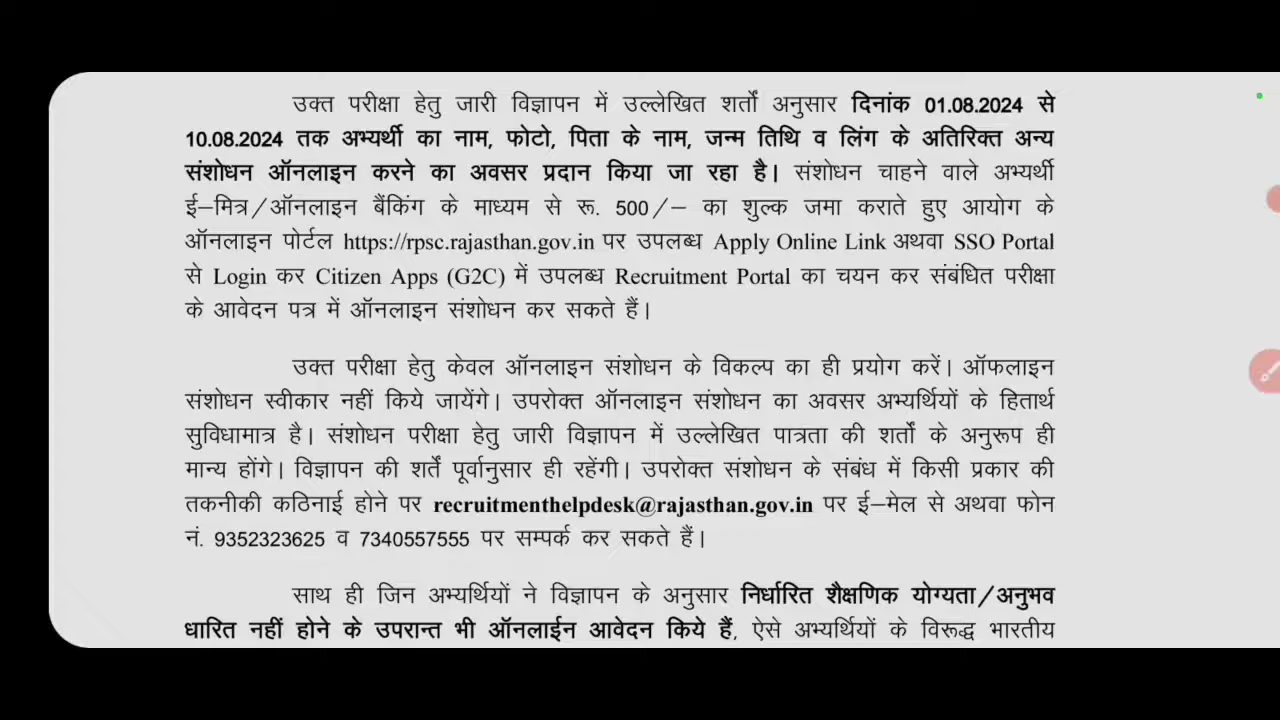 उक्त परीक्षा हेतु जारी विज्ञापन में उल्लेखित शर्तों अनुसार दिनांक 01.08.2024 से
10.08.2024 तक अभ्यर्थी का नाम, फोटो, पिता के नाम, जन्म तिथि व लिंग के अतिरिक्त अन्य
संशोधन ऑनलाइन करने का अवसर प्रदान किया जा रहा है। संशोधन चाहने वाले अभ्यर्थी
ई–मित्र/ऑनलाइन बैंकिंग के माध्यम से रू. 500/– का शुल्क जमा कराते हुए आयोग के
ऑनलाइन पोर्टल https://rpsc.rajasthan.gov.in पर उपलब्ध Apply Online Link अथवा SSO Portal
से Login कर Citizen Apps (G2C) में उपलब्ध Recruitment Portal का चयन कर संबंधित परीक्षा
के आवेदन पत्र में ऑनलाइन संशोधन कर सकते हैं।
उक्त परीक्षा हेतु केवल ऑनलाइन संशोधन के विकल्प का ही प्रयोग करें। ऑफलाइन
संशोधन स्वीकार नहीं किये जायेंगे। उपरोक्त ऑनलाइन संशोधन का अवसर अभ्यर्थियों के हितार्थ
सुविधामात्र है। संशोधन परीक्षा हेतु जारी विज्ञापन में उल्लेखित पात्रता की शर्तों के अनुरूप ही
मान्य होंगे। विज्ञापन की शर्तें पूर्वानुसार ही रहेंगी। उपरोक्त संशोधन के संबंध में किसी प्रकार की
तकनीकी कठिनाई होने पर recruitmenthelpdesk@rajasthan.gov.in पर ई–मेल से अथवा फोन
नं. 9352323625 व 7340557555 पर सम्पर्क कर सकते हैं।
साथ ही जिन अभ्यर्थियों ने विज्ञापन के अनुसार निर्धारित शैक्षणिक योग्यता/अनुभव
धारित नहीं होने के उपरान्त भी ऑनलाईन आवेदन किये हैं, ऐसे अभ्यर्थियों के विरूद्ध भारतीय